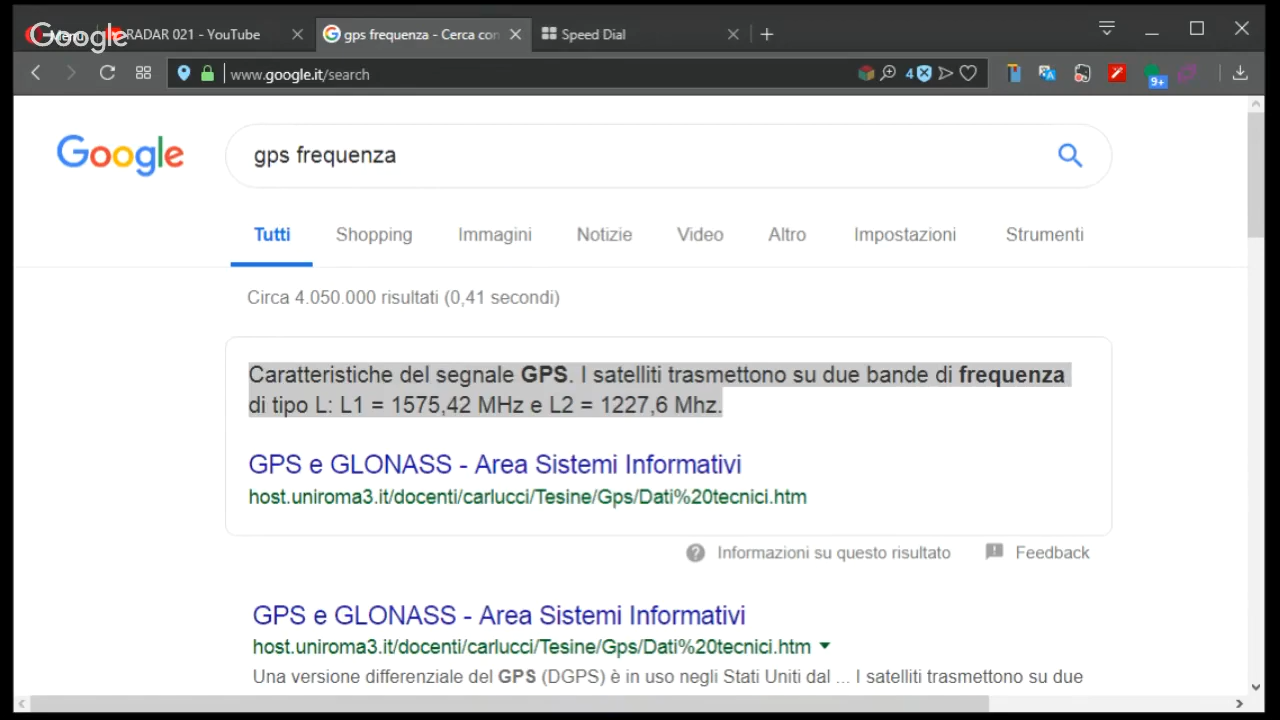 Google
RADAR 021 - YouTube
gps frequenza - Cerca con
Speed Dial
www.google.it/search
4
9+
Google
gps frequenza
Tutti
Shopping
Immagini
Notizie
Video
Altro
Impostazioni
Strumenti
Circa 4.050.000 risultati (0,41 secondi)
Caratteristiche del segnale GPS. I satelliti trasmettono su due bande di frequenza
di tipo L: L1 = 1575,42 MHz e L2 = 1227,6 Mhz.
GPS e GLONASS - Area Sistemi Informativi
host.uniroma3.it/docenti/carlucci/Tesine/Gps/Dati%20tecnici.htm
Informazioni su questo risultato
Feedback
GPS e GLONASS - Area Sistemi Informativi
host.uniroma3.it/docenti/carlucci/Tesine/Gps/Dati%20tecnici.htm
Una versione differenziale del GPS (DGPS) è in uso negli Stati Uniti dal ... I satelliti trasmettono su due